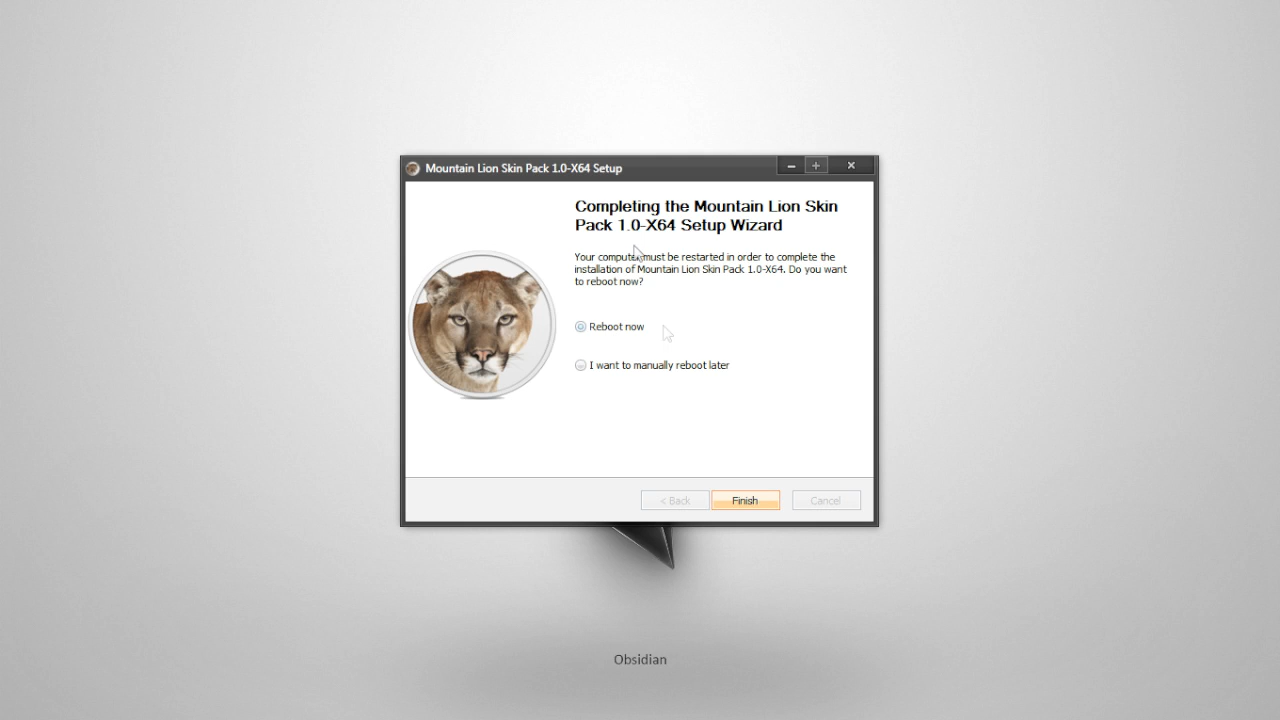 Mountain Lion Skin Pack 1.0-X64 Setup
Completing the Mountain Lion Skin
Pack 1.0-X64 Setup Wizard
Your computer must be restarted in order to complete the
installation of Mountain Lion Skin Pack 1.0-X64. Do you want
to reboot now?
Reboot now
I want to manually reboot later
< Back
Finish
Cancel
Obsidian